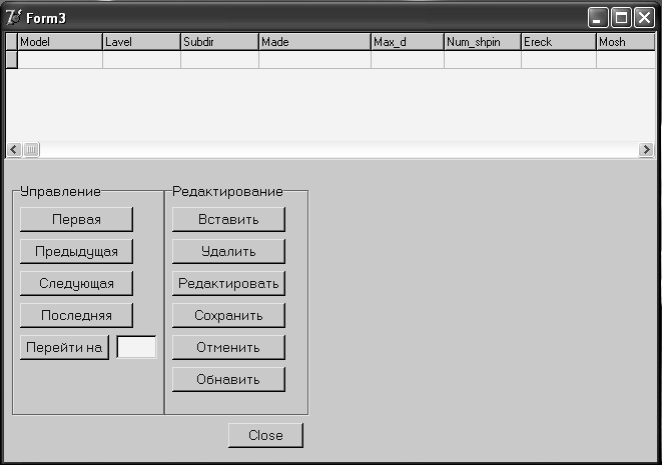 Form3
Model Lavel Subdir Made Max_d Num_shpin Ereck Mosh
Управление Редактирование
Первая Вставить
Предыдущая Удалить
Следующая Редактировать
Последняя Сохранить
Перейти на Отменить
Обнавить
Close